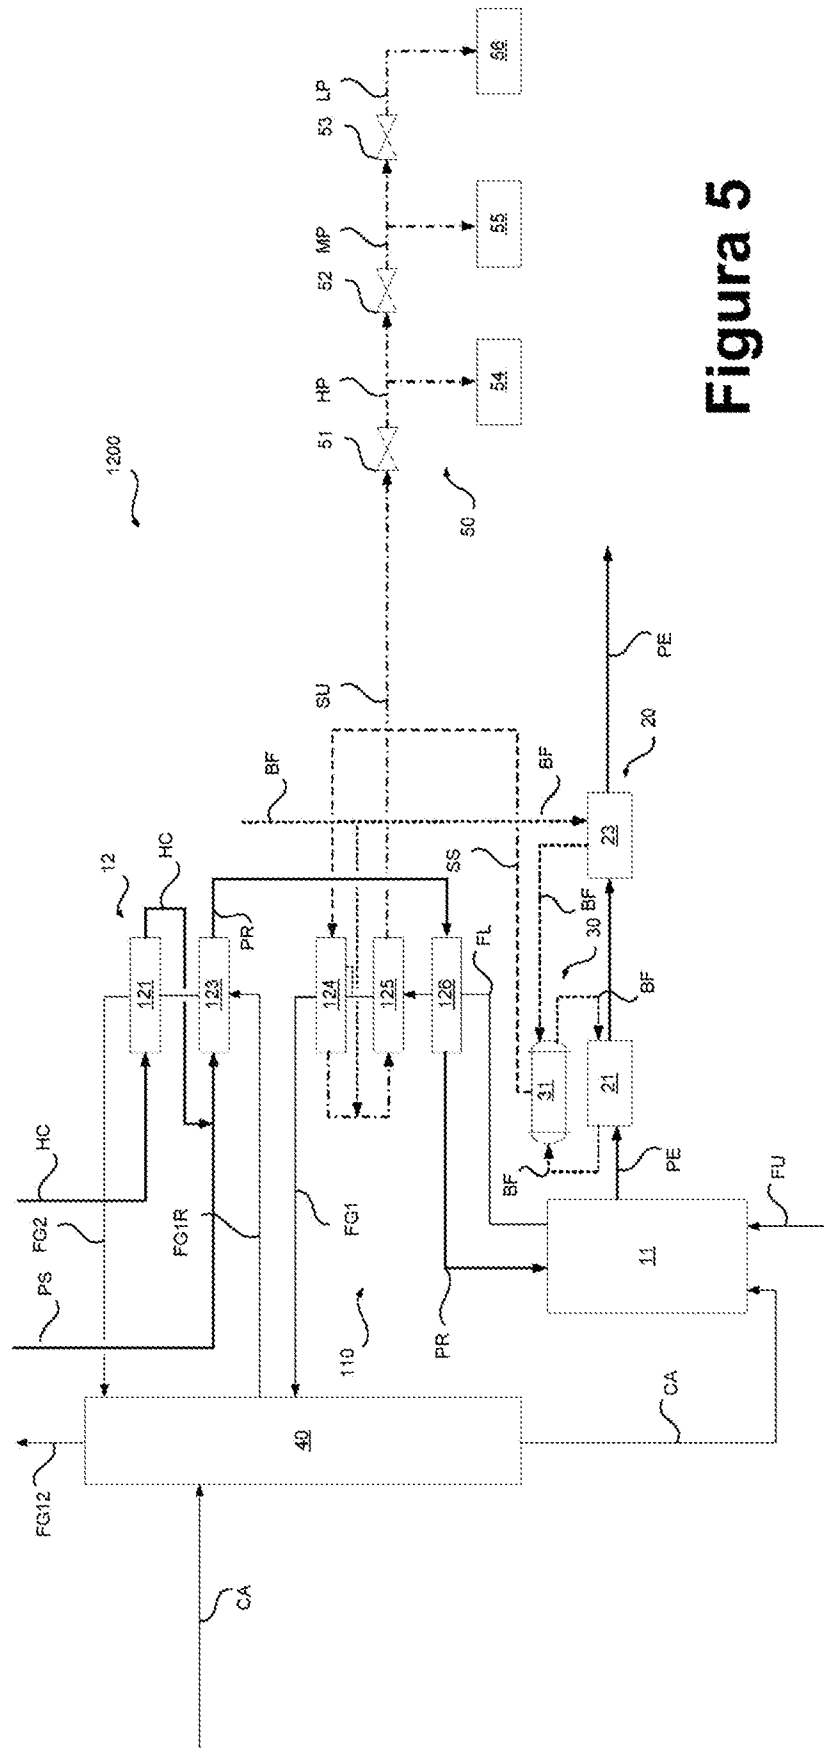 1200
12
HC
121
HC
FG2
PS
123
PR
FG1R
FG12
CA
40
110
FG1
124
125
126
FL
PR
CA
FU
11
PE
BF
31
21
BF
30
BF
SS
23
20
PE
BF
BF
SU
50
51
HP
54
52
MP
55
53
LP
Figura 5